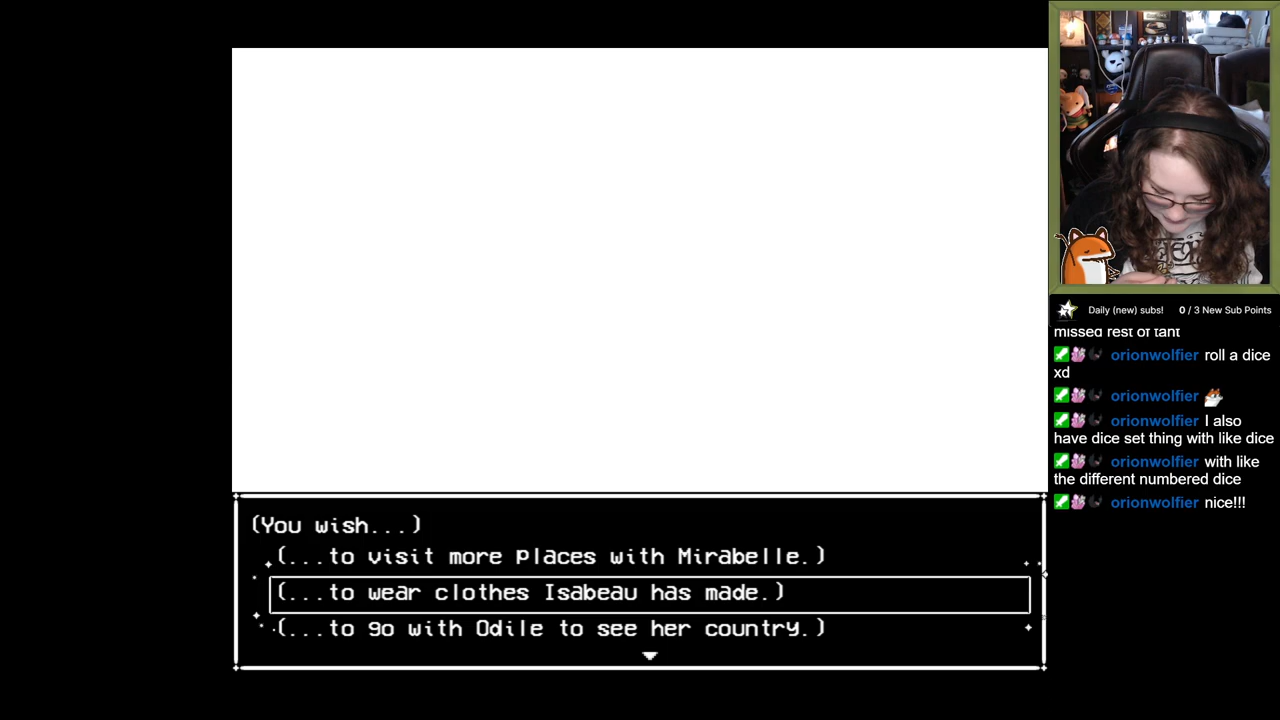 (You wish...)
(...to visit more places with Mirabelle.)
(...to wear clothes Isabeau has made.)
(...to go with Odile to see her country.)
Daily (new) subs! 0 / 3 New Sub Points
missed rest of tant
orionwolfier roll a dice
xd
orionwolfier
orionwolfier I also
have dice set thing with like dice
orionwolfier with like
the different numbered dice
orionwolfier nice!!!